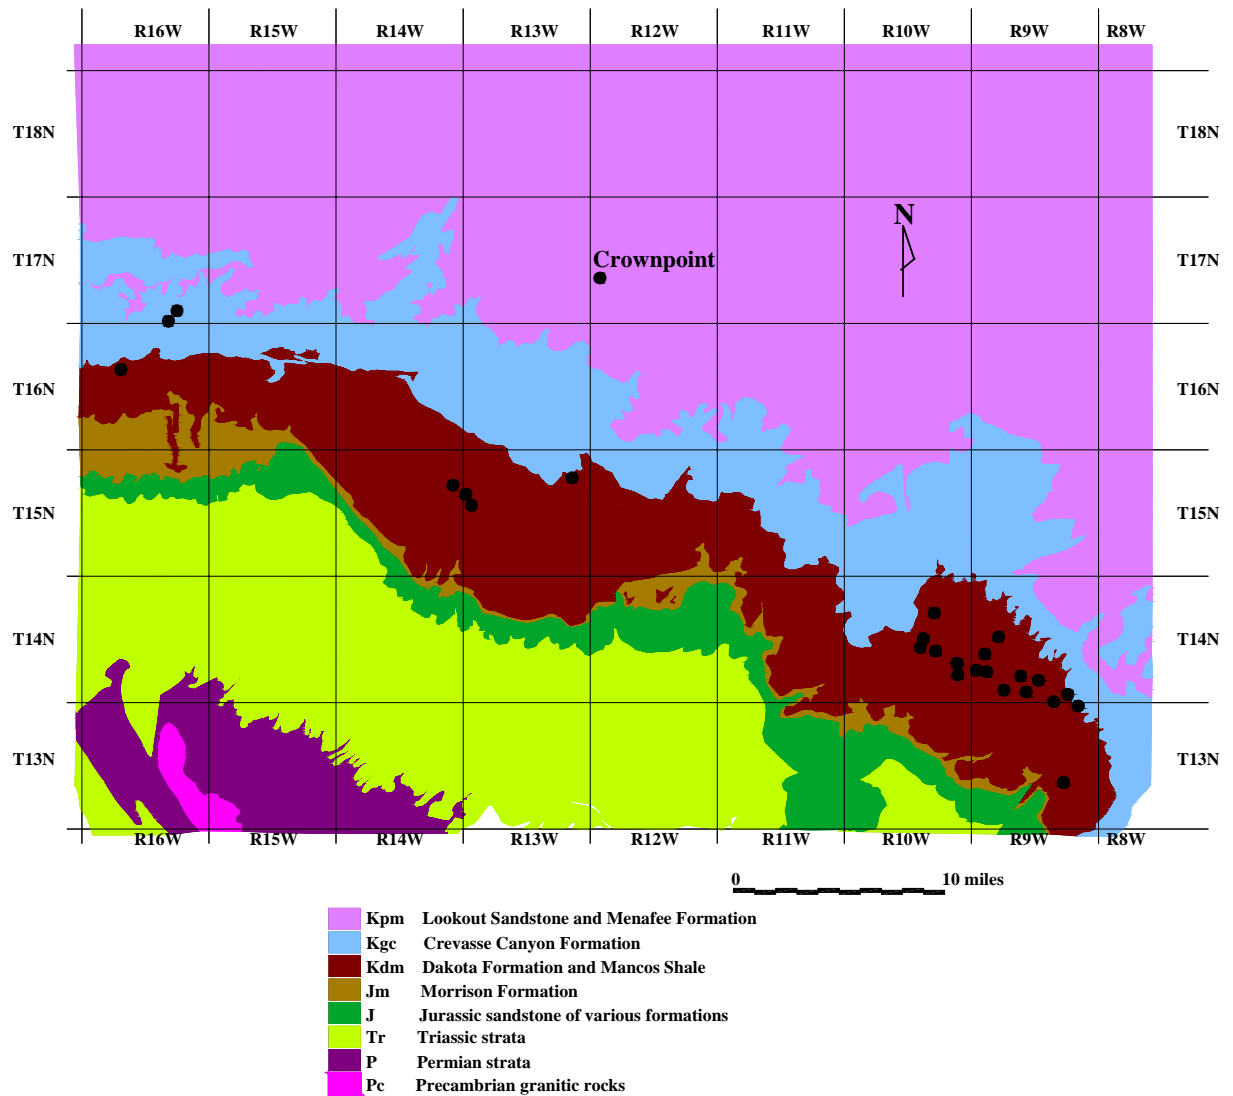 R16W R15W R14W R13W R12W R11W R10W R9W R8W
T18N T18N
N
T17N Crownpoint T17N
T16N T16N
T15N T15N
T14N T14N
T13N T13N
R16W R15W R14W R13W R12W R11W R10W R9W R8W
0 10 miles
Kpm Lookout Sandstone and Menafee Formation
Kgc Crevasse Canyon Formation
Kdm Dakota Formation and Mancos Shale
Jm Morrison Formation
J Jurassic sandstone of various formations
Tr Triassic strata
P Permian strata
Pc Precambrian granitic rocks